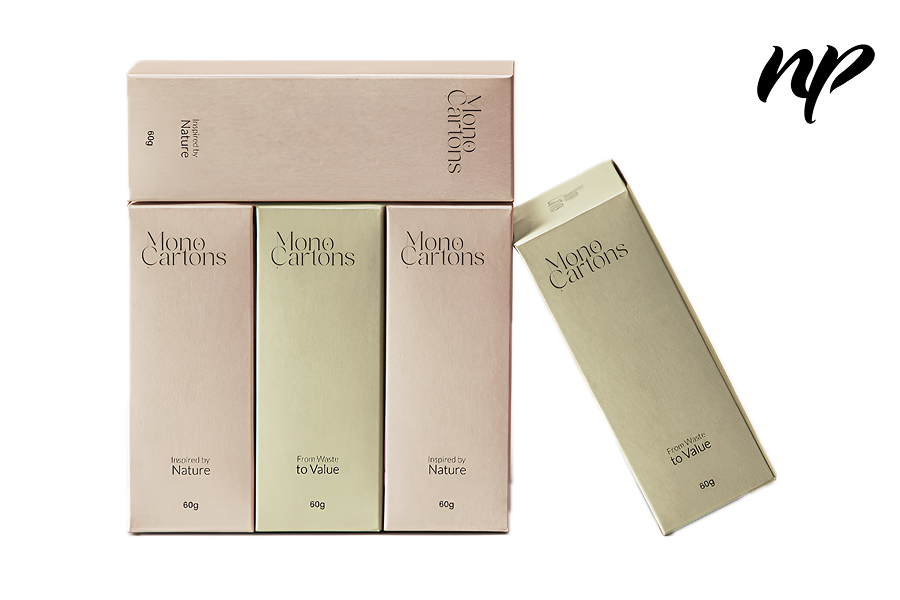 np
Mono
Cartons
Inspired by
Nature
60g
Mono
Cartons
Inspired by
Nature
60g
Mono
Cartons
From Waste
to Value
60g
Mono
Cartons
Inspired by
Nature
60g
Mono
Cartons
From Waste
to Value
60g